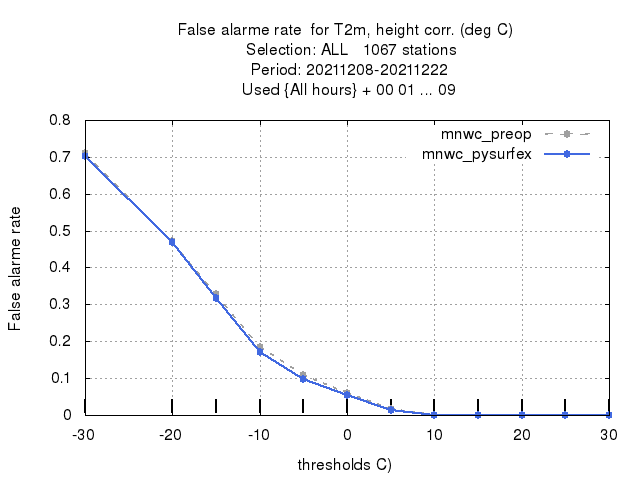 False alarme rate  for T2m, height corr. (deg C)
Selection: ALL   1067 stations
Period: 20211208-20211222
Used {All hours} + 00 01 ... 09
mnwc_preop
mnwc_pysurfex
False alarme rate
0.8
0.7
0.6
0.5
0.4
0.3
0.2
0.1
0
-30 -20 -10 0 10 20 30
thresholds C)